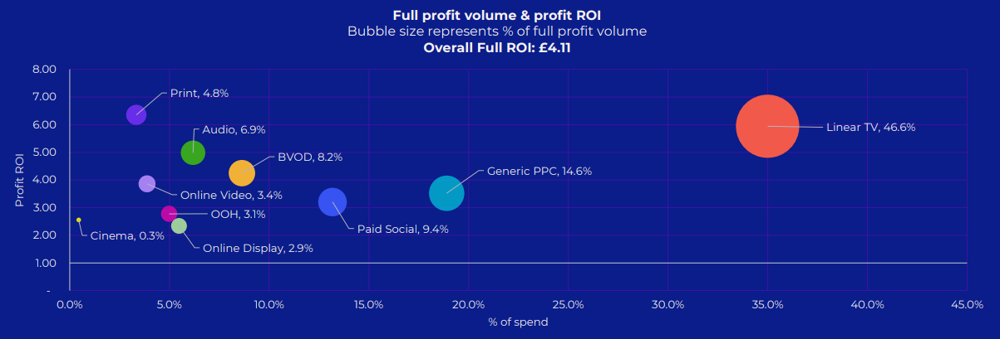 Full profit volume & profit ROI
Bubble size represents % of full profit volume
Overall Full ROI: £4.11
Profit ROI
8.00
7.00
6.00
5.00
4.00
3.00
2.00
1.00
-
Print, 4.8%
Audio, 6.9%
BVOD, 8.2%
Linear TV, 46.6%
Generic PPC, 14.6%
Online Video, 3.4%
OOH, 3.1%
Paid Social, 9.4%
Cinema, 0.3%
Online Display, 2.9%
0.0% 5.0% 10.0% 15.0% 20.0% 25.0% 30.0% 35.0% 40.0% 45.0%
% of spend